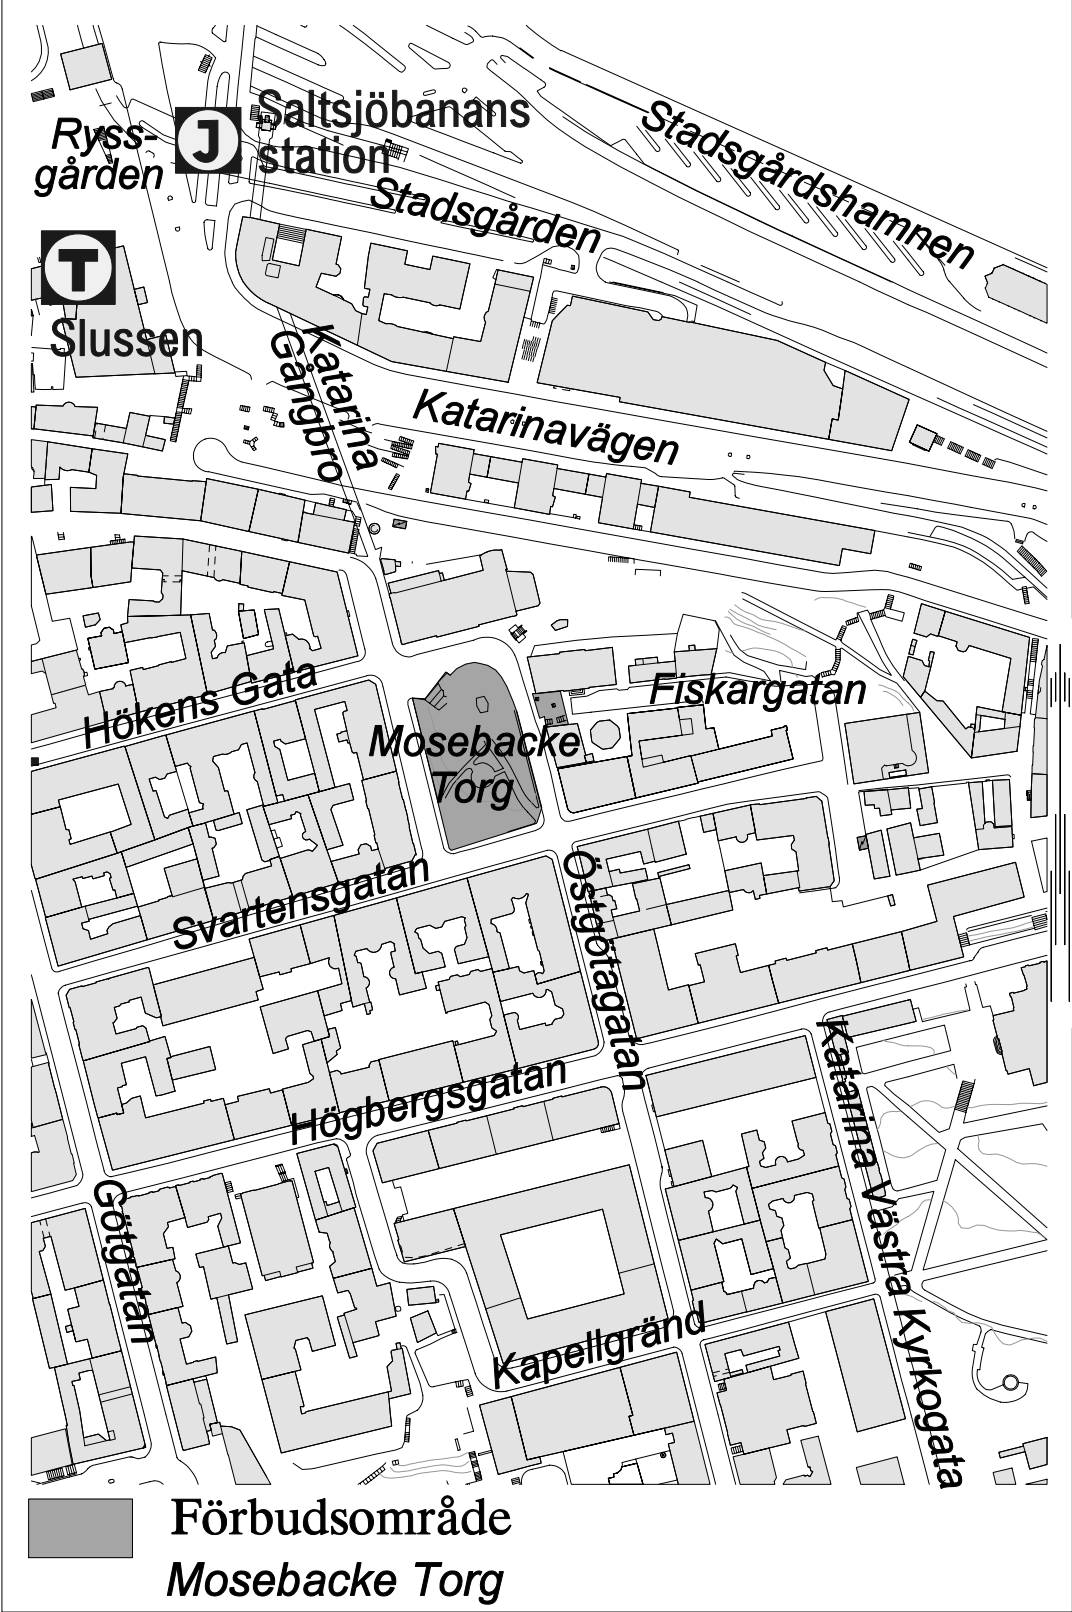 Stadsgårdshamnen
J
Saltsjöbanans
station
Ryss-
gården
Stadsgården
T
Slussen
Katarina
Gångbro
Katarinavägen
Hökens Gata
Fiskargatan
Mosebacke
Torg
Svartensgatan
Östgötagatan
Högbergsgatan
Katarina Västra Kyrkogata
Götgatan
Kapellgränd
Förbudsområde
Mosebacke Torg